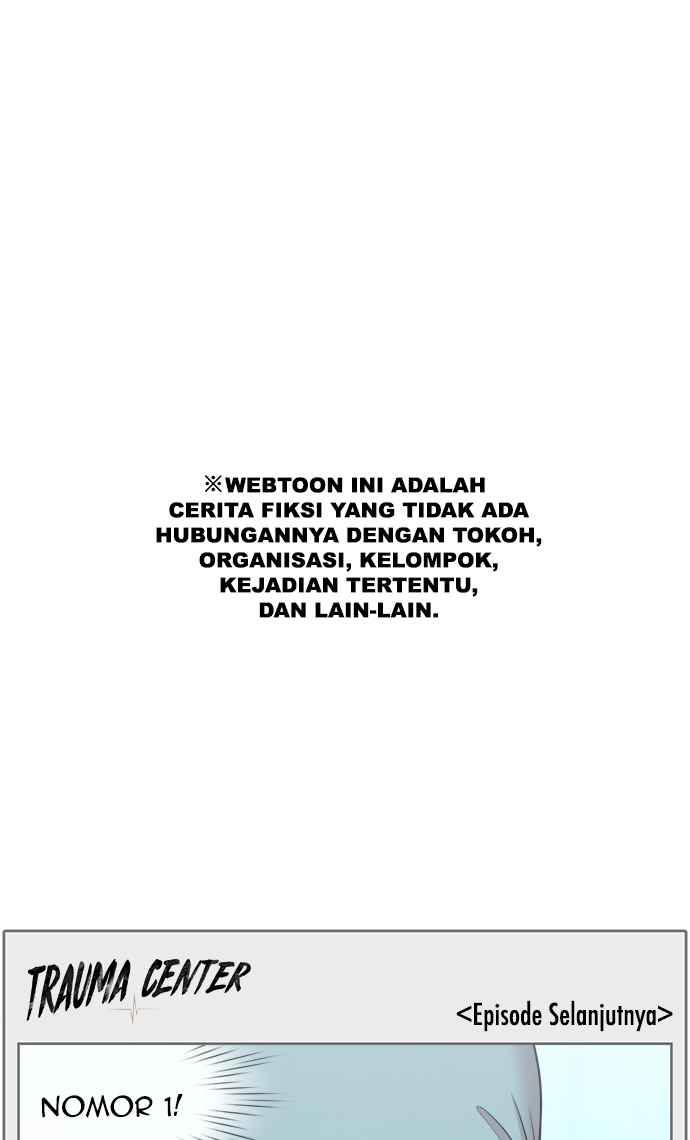 ※WEBTOON INI ADALAH
CERITA FIKSI YANG TIDAK ADA
HUBUNGANNYA DENGAN TOKOH,
ORGANISASI, KELOMPOK,
KEJADIAN TERTENTU,
DAN LAIN-LAIN.
TRAUMA CENTER
<Episode Selanjutnya>
NOMOR 1!